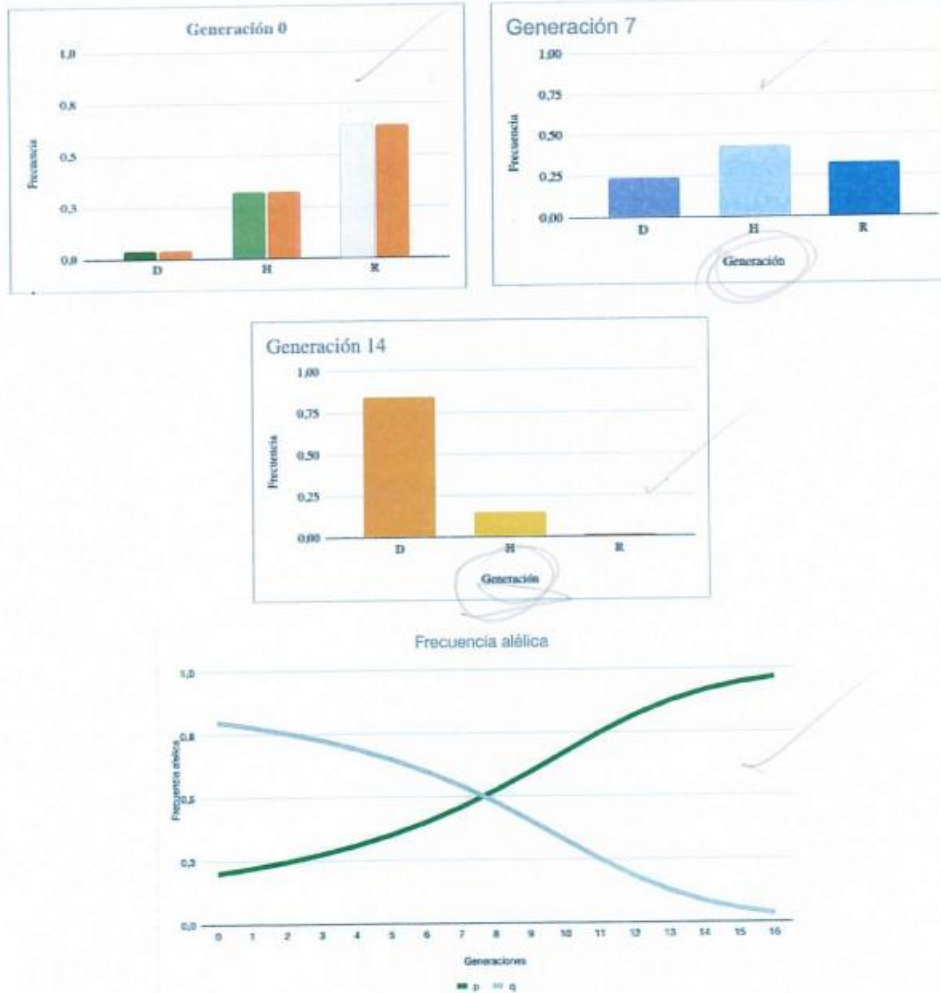 Generación 0
1,0
0,8
0,5
0,3
0,0
Frecuencia
D H R
Generación 7
1,00
0,75
0,50
0,25
0,00
Frecuencia
D H R
Generación
Generación 14
1,00
0,75
0,50
0,25
0,00
Frecuencia
D H R
Generación
Frecuencia alélica
1,0
0,8
0,5
0,3
0,0
Frecuencia alélica
0 1 2 3 4 5 6 7 8 9 10 11 12 13 14 15 16
Generaciones
p q